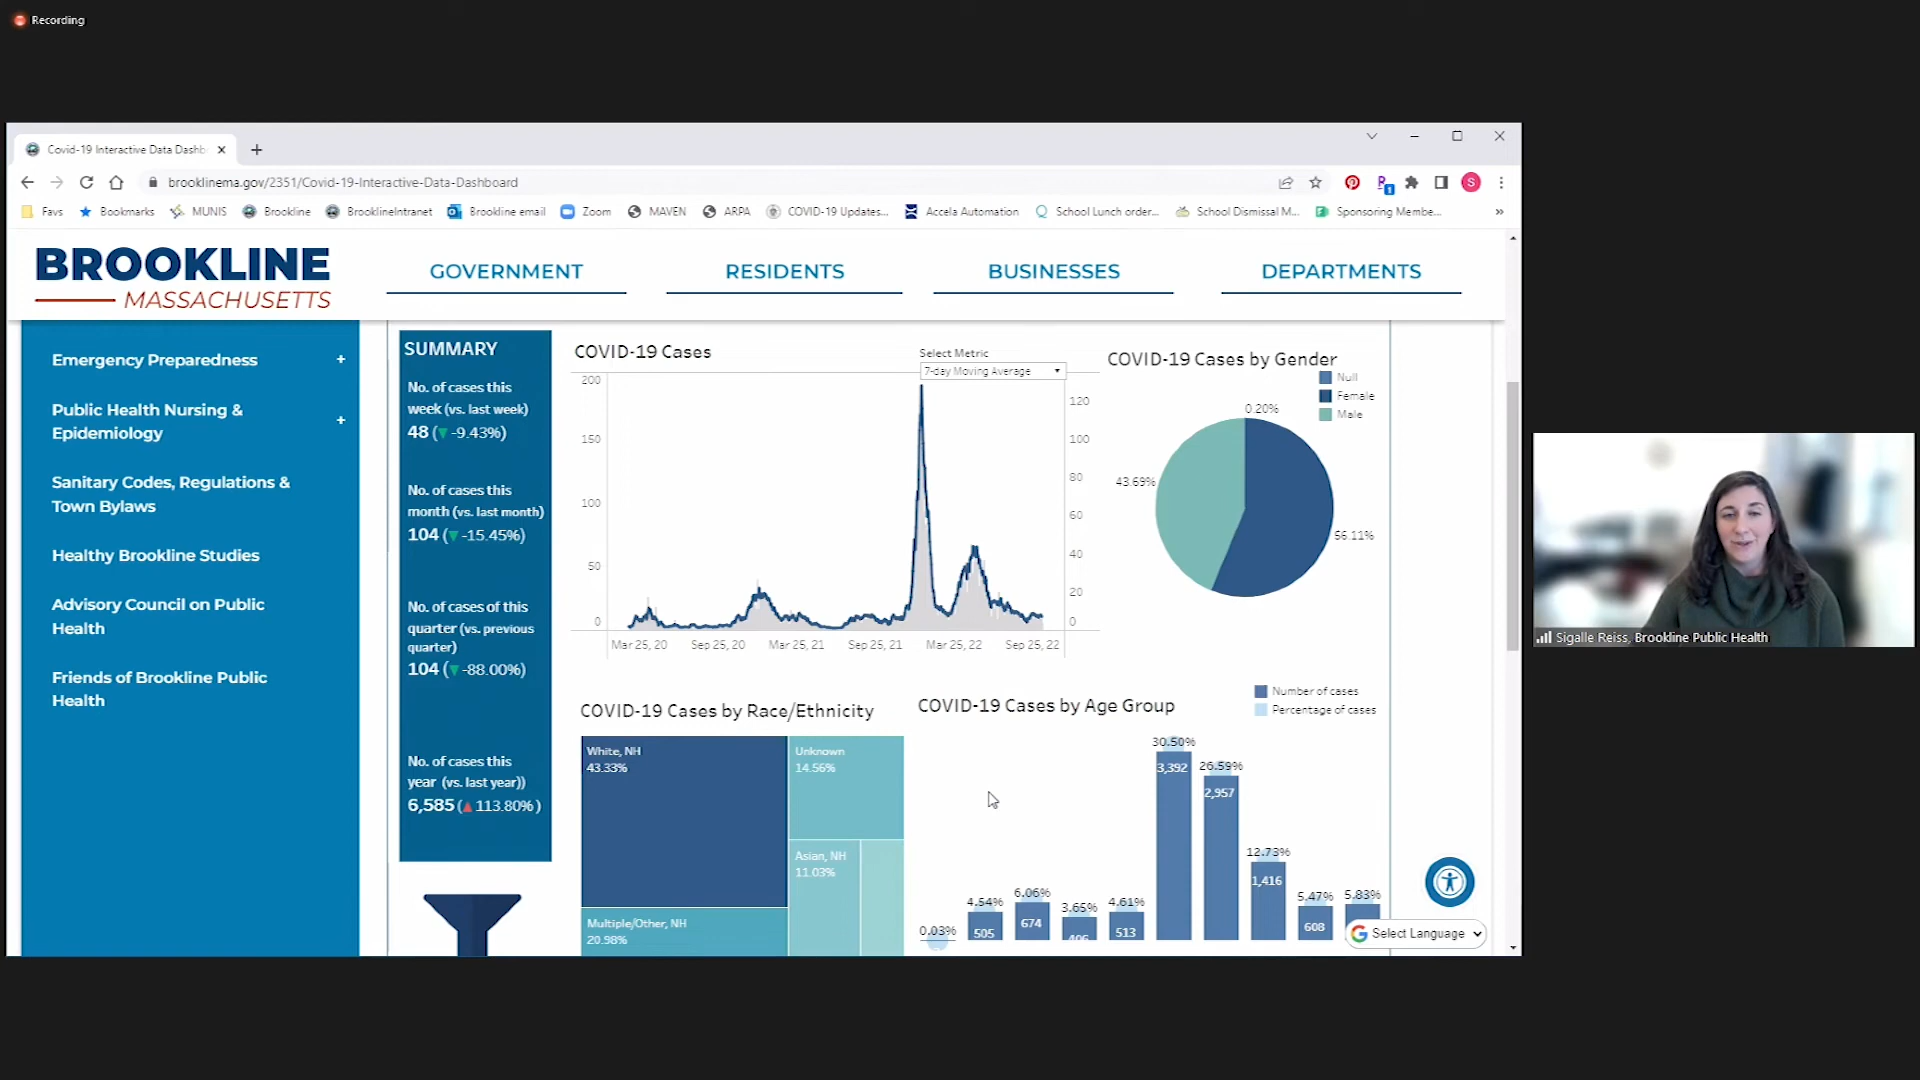 Recording
Covid-19 Interactive Data Dashb
brooklinema.gov/2351/Covid-19-Interactive-Data-Dashboard
Favs
Bookmarks
MUNIS
Brookline
BrooklineIntranet
Brookline email
Zoom
MAVEN
ARPA
COVID-19 Updates...
Accela Automation
School Lunch order...
School Dismissal M...
Sponsoring Membe...
BROOKLINE
MASSACHUSETTS
GOVERNMENT
RESIDENTS
BUSINESSES
DEPARTMENTS
Emergency Preparedness +
Public Health Nursing &
Epidemiology +
Sanitary Codes, Regulations &
Town Bylaws
Healthy Brookline Studies
Advisory Council on Public
Health
Friends of Brookline Public
Health
SUMMARY
No. of cases this
week (vs. last week)
48 (▼ -9.43%)
No. of cases this
month (vs. last month)
104 (▼ -15.45%)
No. of cases of this
quarter (vs. previous
quarter)
104 (▼ -88.00%)
No. of cases this
year (vs. last year))
6,585 (▲ 113.80% )
COVID-19 Cases
Select Metric
7-day Moving Average
200
150
100
50
0
120
100
80
60
40
20
0
Mar 25, 20
Sep 25, 20
Mar 25, 21
Sep 25, 21
Mar 25, 22
Sep 25, 22
COVID-19 Cases by Gender
Null
Female
Male
0.20%
43.69%
56.11%
COVID-19 Cases by Race/Ethnicity
White, NH
43.33%
Unknown
14.56%
Asian, NH
11.03%
Multiple/Other, NH
20.98%
COVID-19 Cases by Age Group
Number of cases
Percentage of cases
0.03%
4.54%
505
6.06%
674
3.65%
406
4.61%
513
30.50%
3,392
26.59%
2,957
12.73%
1,416
5.47%
608
5.83%
Select Language
S
1
Sigalle Reiss, Brookline Public Health